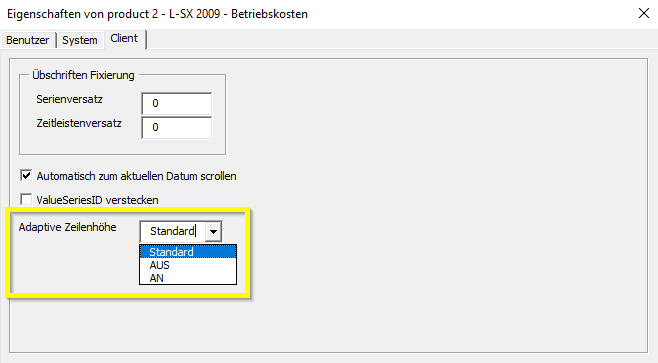 Eigenschaften von product 2 - L-SX 2009 - Betriebskosten
Benutzer System Client
Übschriften Fixierung
Serienversatz 0
Zeitleistenversatz 0
Automatisch zum aktuellen Datum scrollen
ValueSeriesID verstecken
Adaptive Zeilenhöhe Standard
Standard
AUS
AN